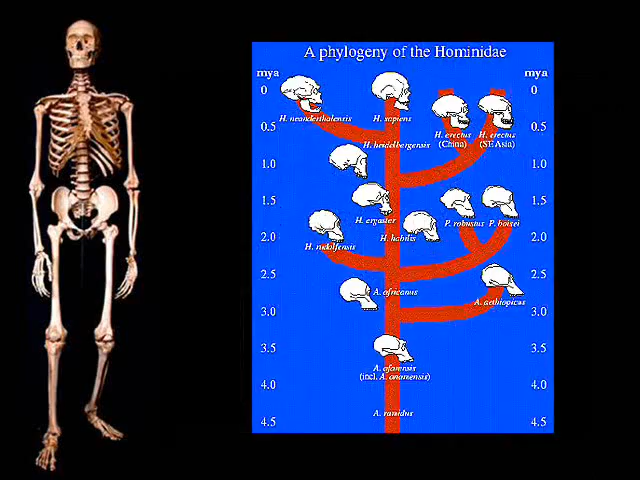 A phylogeny of the Hominidae
mya
mya
0
0
H. neanderthalensis
H. sapiens
0.5
0.5
H. erectus
(China)
H. erectus
(SE Asia)
H. heidelbergensis
1.0
1.0
1.5
1.5
H. ergaster
P. robustus
P. boisei
2.0
2.0
H. habilis
H. rudolfensis
2.5
2.5
A. africanus
A. aethiopicus
3.0
3.0
3.5
3.5
A. afarensis
(incl. A. anamensis)
4.0
4.0
A. ramidus
4.5
4.5